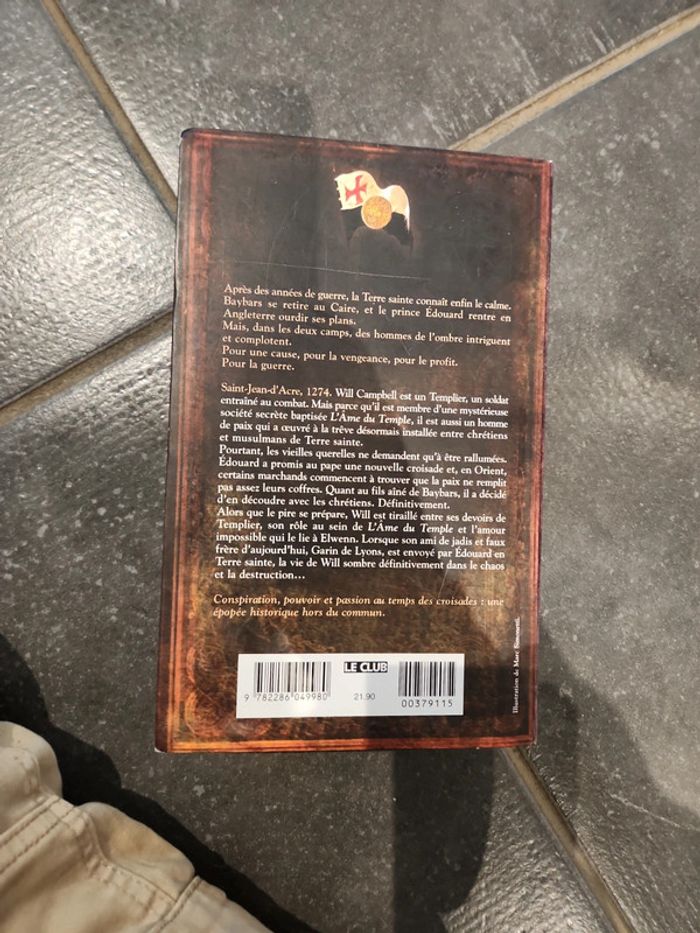 Après des années de guerre, la Terre sainte connaît enfin le calme.
Baybars se retire au Caire, et le prince Édouard rentre en
Angleterre ourdir ses plans.
Mais, dans les deux camps, des hommes de l'ombre intriguent
et complotent.
Pour une cause, pour la vengeance, pour le profit.
Pour la guerre.
Saint-Jean-d'Acre, 1274. Will Campbell est un Templier, un soldat
entraîné au combat. Mais parce qu'il est membre d'une mystérieuse
société secrète baptisée L'Âme du Temple, il est aussi un homme
de paix qui a œuvré à la trêve désormais installée entre chrétiens
et musulmans de Terre sainte.
Pourtant, les vieilles querelles ne demandent qu'à être rallumées.
Édouard a promis au pape une nouvelle croisade et, en Orient,
certains marchands commencent à trouver que la paix ne remplit
pas assez leurs coffres. Quant au fils aîné de Baybars, il a décidé
d'en découdre avec les chrétiens. Définitivement.
Alors que le pire se prépare, Will est tiraillé entre ses devoirs de
Templier, son rôle au sein de L'Âme du Temple et l'amour
impossible qui le lie à Elwenn. Lorsque son ami de jadis et faux
frère d'aujourd'hui, Garin de Lyons, est envoyé par Édouard en
Terre sainte, la vie de Will sombre définitivement dans le chaos
et la destruction...
Conspiration, pouvoir et passion au temps des croisades : une
épopée historique hors du commun.
LE CLUB
9 782286 049980
21,90
00379115
Illustration de Marc Simonetti.